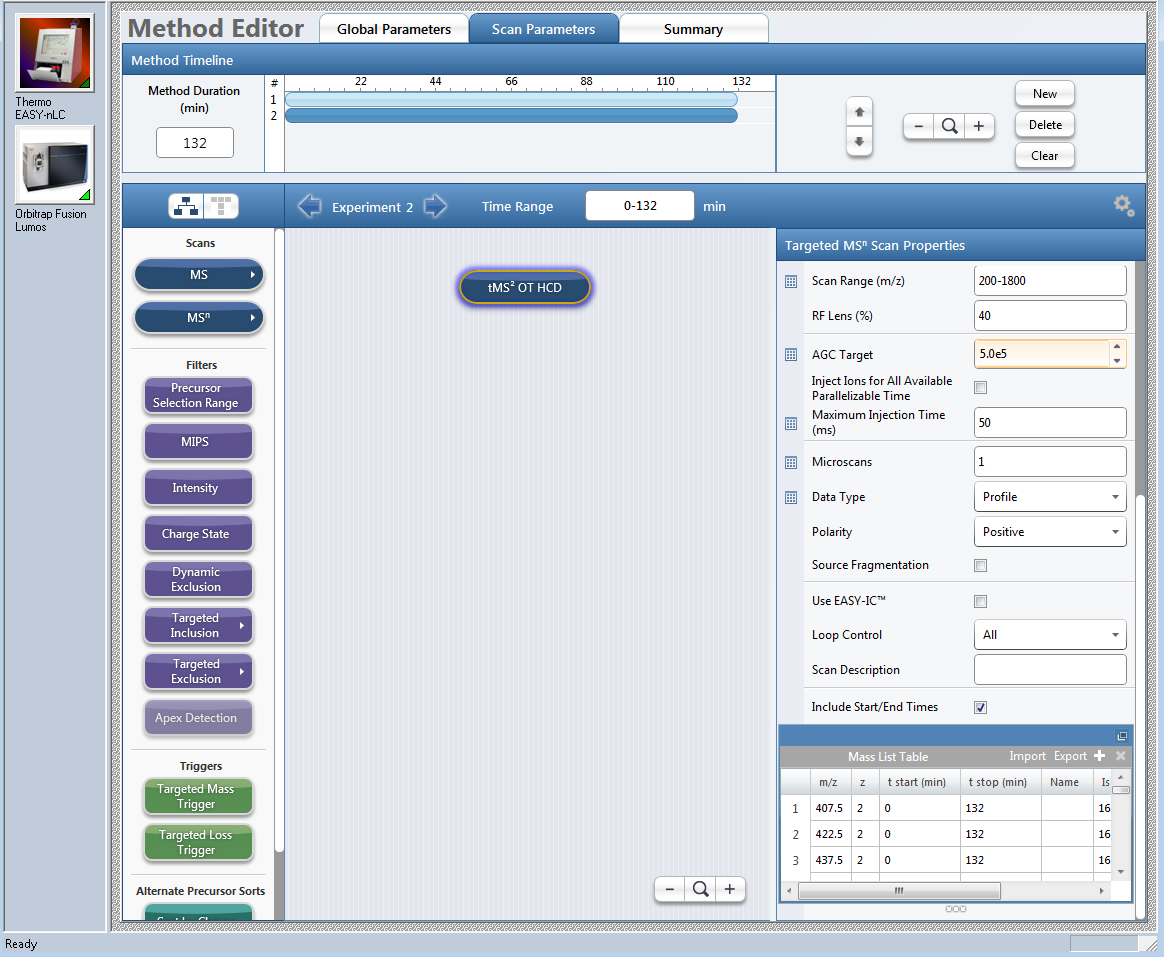 Thermo
EASY-nLC
Orbitrap Fusion
Lumos
Method Editor
Global Parameters
Scan Parameters
Summary
Method Timeline
Method Duration
(min)
132
#
22 44 66 88 110 132
1
2
New
Delete
Clear
Experiment 2
Time Range
0-132
min
Scans
MS
MSⁿ
Filters
Precursor
Selection Range
MIPS
Intensity
Charge State
Dynamic
Exclusion
Targeted
Inclusion
Targeted
Exclusion
Apex Detection
Triggers
Targeted Mass
Trigger
Targeted Loss
Trigger
Alternate Precursor Sorts
tMS² OT HCD
Targeted MSⁿ Scan Properties
Scan Range (m/z) 200-1800
RF Lens (%) 40
AGC Target 5.0e5
Inject Ions for All Available
Parallelizable Time
Maximum Injection Time
(ms) 50
Microscans 1
Data Type Profile
Polarity Positive
Source Fragmentation
Use EASY-IC™
Loop Control All
Scan Description
Include Start/End Times
Mass List Table Import Export
m/z z t start (min) t stop (min) Name Is
1 407.5 2 0 132 16
2 422.5 2 0 132 16
3 437.5 2 0 132 16
Ready